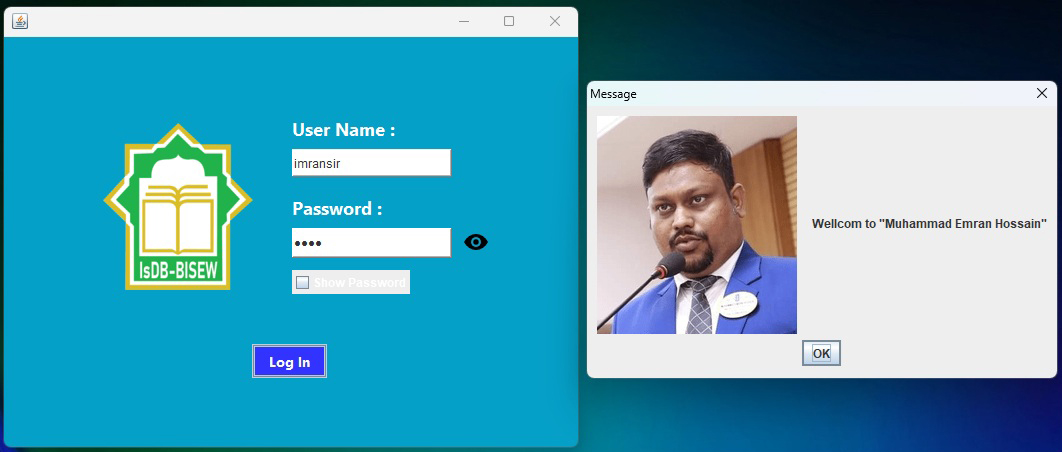 User Name :
imransir
Password :
Show Password
Log In
IsDB-BISEW
Message
Wellcom to "Muhammad Emran Hossain"
OK